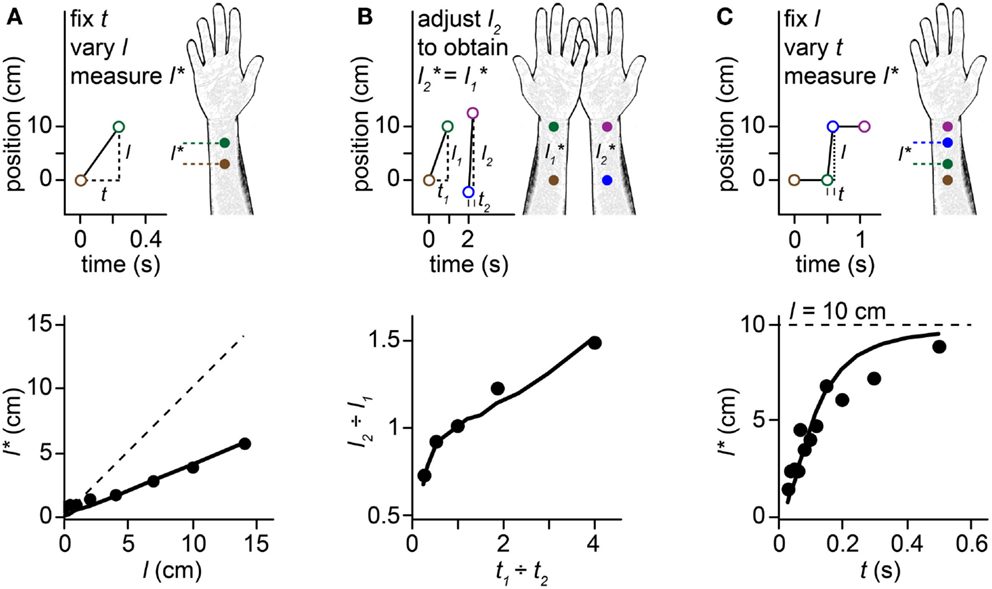 A
fix t
vary l
measure l*
position (cm)
10
0
l
t
l*
0
0.4
time (s)
B
adjust l2
to obtain
l2* = l1*
position (cm)
10
0
l1
l2
t1
t2
l1*
l2*
0
2
time (s)
C
fix l
vary t
measure l*
position (cm)
10
0
l
t
l*
0
1
time (s)
l* (cm)
15
10
5
0
0
5
10
15
l (cm)
l2 ÷ l1
1.5
1
0.5
0
2
4
t1 ÷ t2
l = 10 cm
l* (cm)
10
5
0
0
0.2
0.4
0.6
t (s)